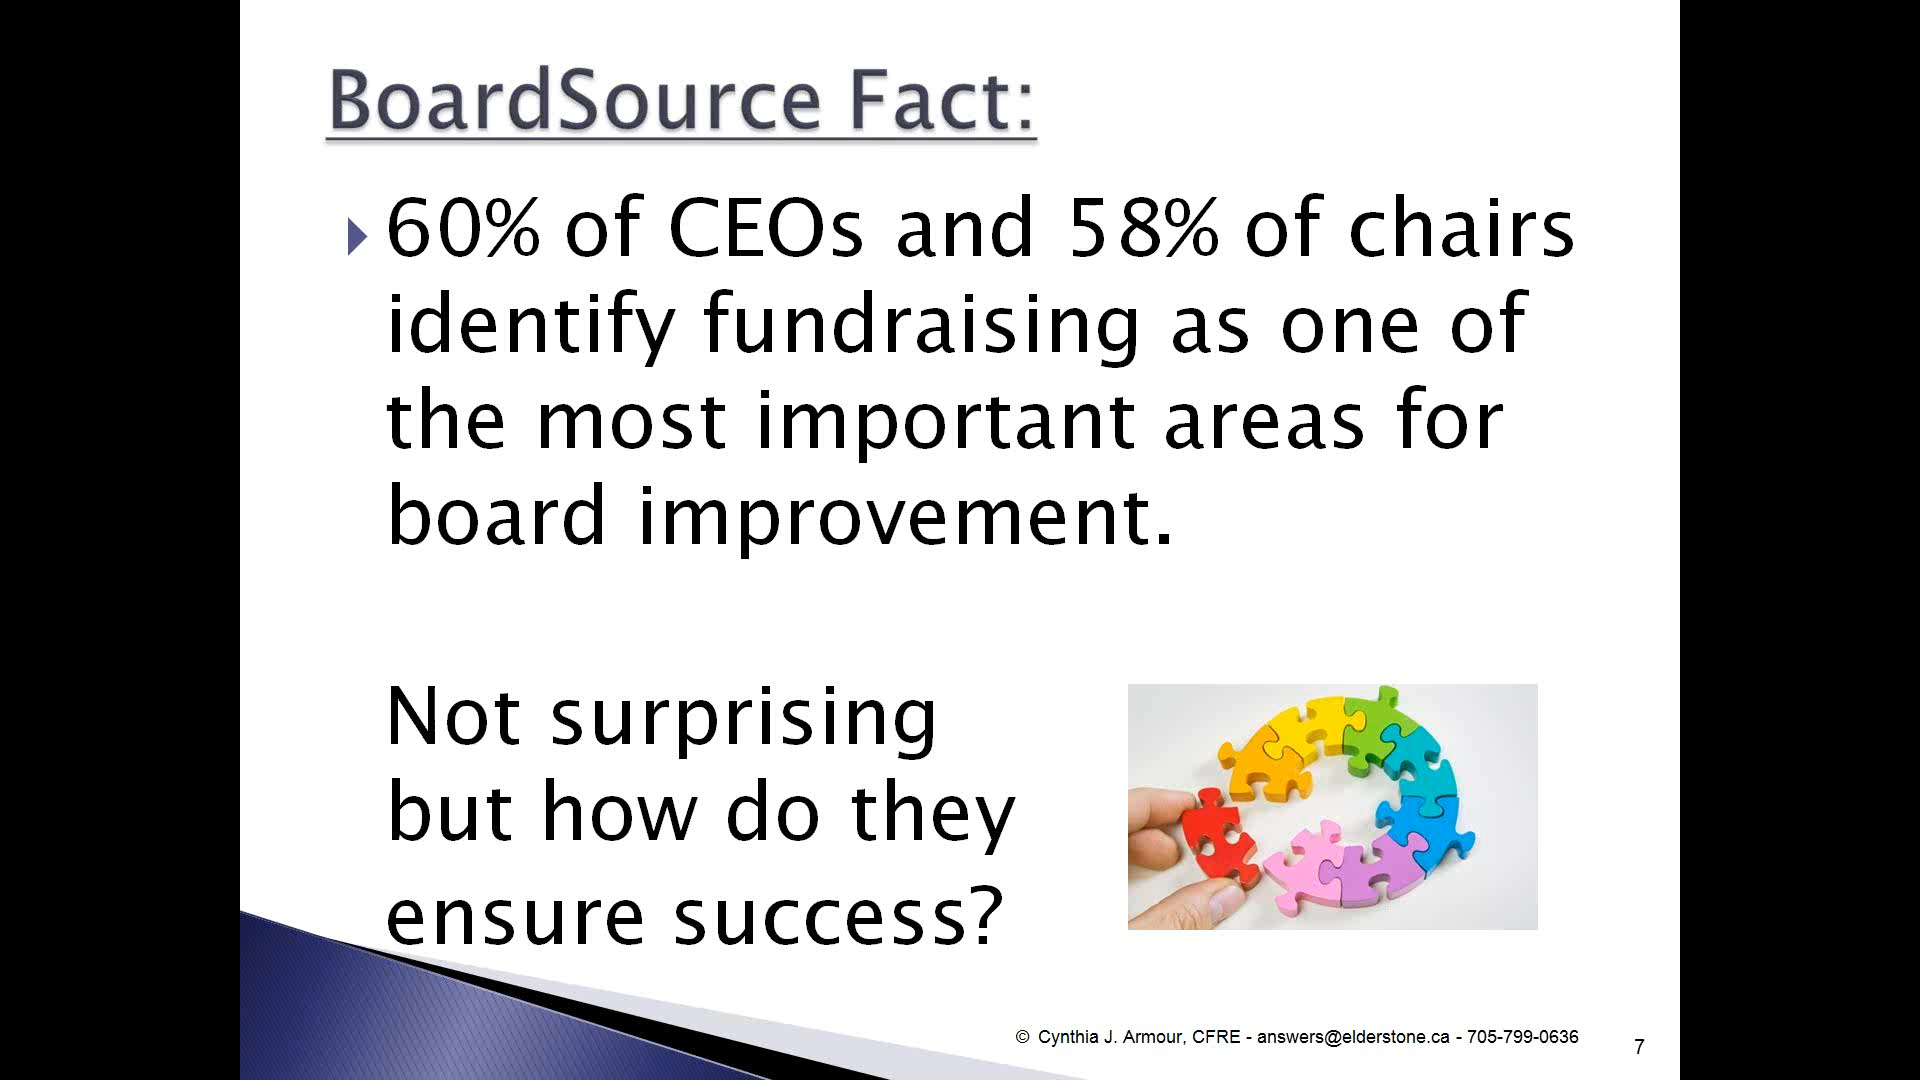 BoardSource Fact:
60% of CEOs and 58% of chairs
identify fundraising as one of
the most important areas for
board improvement.
Not surprising
but how do they
ensure success?
© Cynthia J. Armour, CFRE - answers@elderstone.ca - 705-799-0636
7